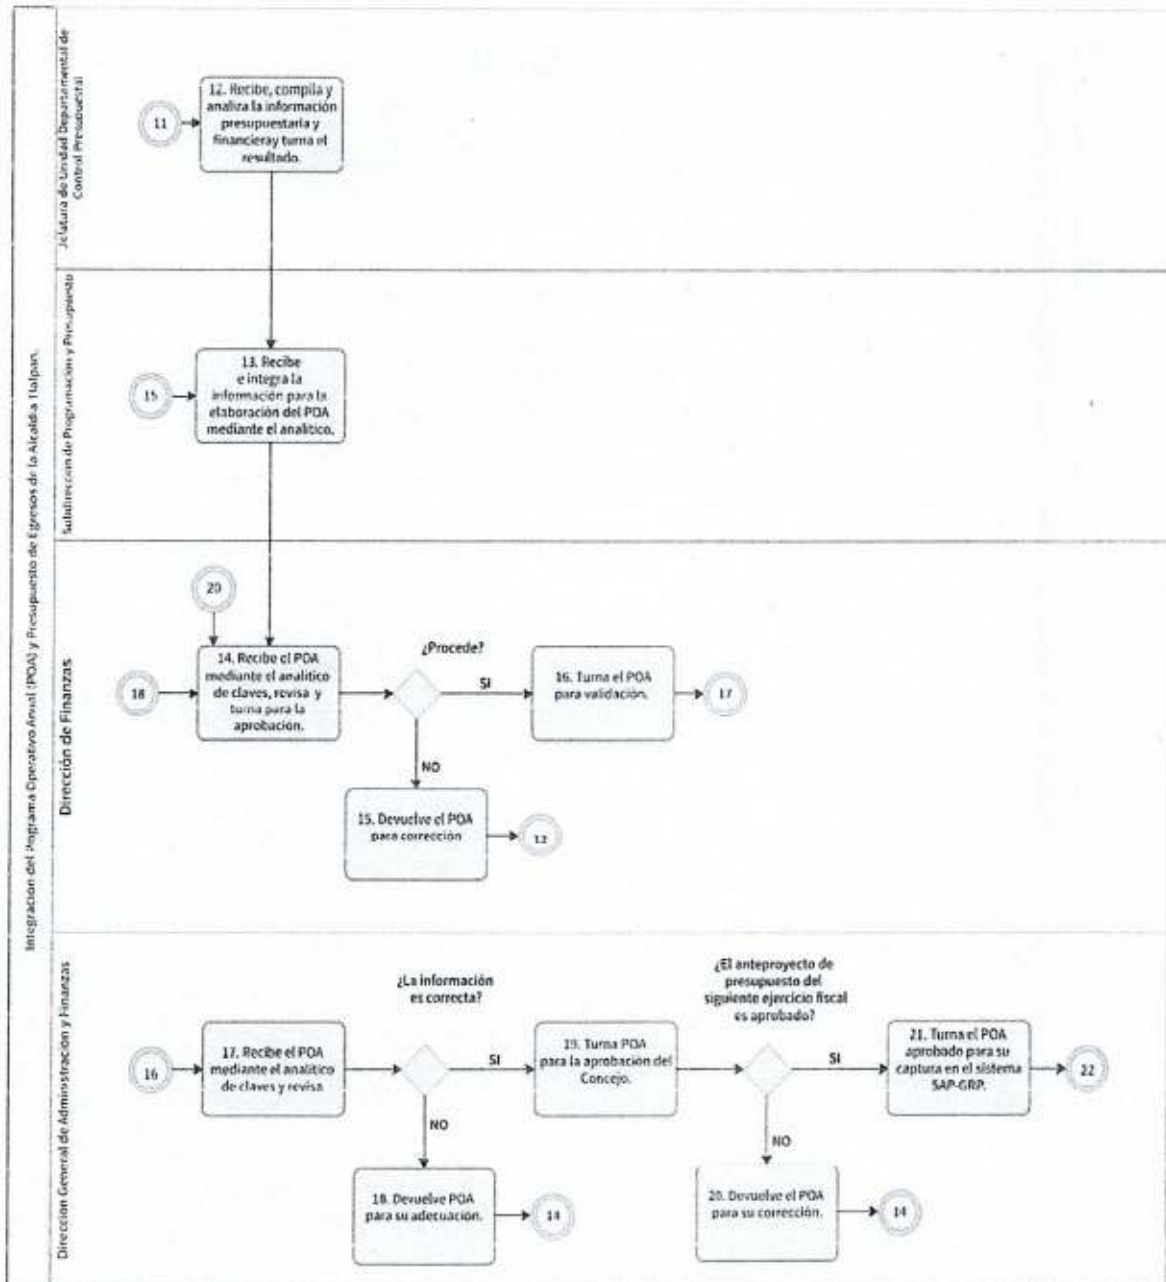 Integración del Programa Operativo Anual (POA) y Presupuesto de Egresos de la Alcaldía Tlalpan.
Jefatura de Unidad Departamental de
Control Presupuestal
11
12. Recibe, compila y
analiza la información
presupuestaria y
financieray turna el
resultado.
Subdirección de Programación y Presupuesto
15
13. Recibe
e integra la
información para la
elaboración del POA
mediante el analítico.
Dirección de Finanzas
20
18
14. Recibe el POA
mediante el analítico
de claves, revisa y
turna para la
aprobación.
¿Procede?
SI
16. Turna el POA
para validación.
17
NO
15. Devuelve el POA
para corrección
Dirección General de Administración y Finanzas
16
17. Recibe el POA
mediante el analítico
de claves y revisa
¿La información
es correcta?
SI
19. Turna POA
para la aprobación del
Concejo.
¿El anteproyecto de
presupuesto del
siguiente ejercicio fiscal
es aprobado?
SI
21. Turna el POA
aprobado para su
captura en el sistema
SAP-GRP.
22
NO
18. Devuelve POA
para su adecuación.
14
NO
20. Devuelve el POA
para su corrección.
14